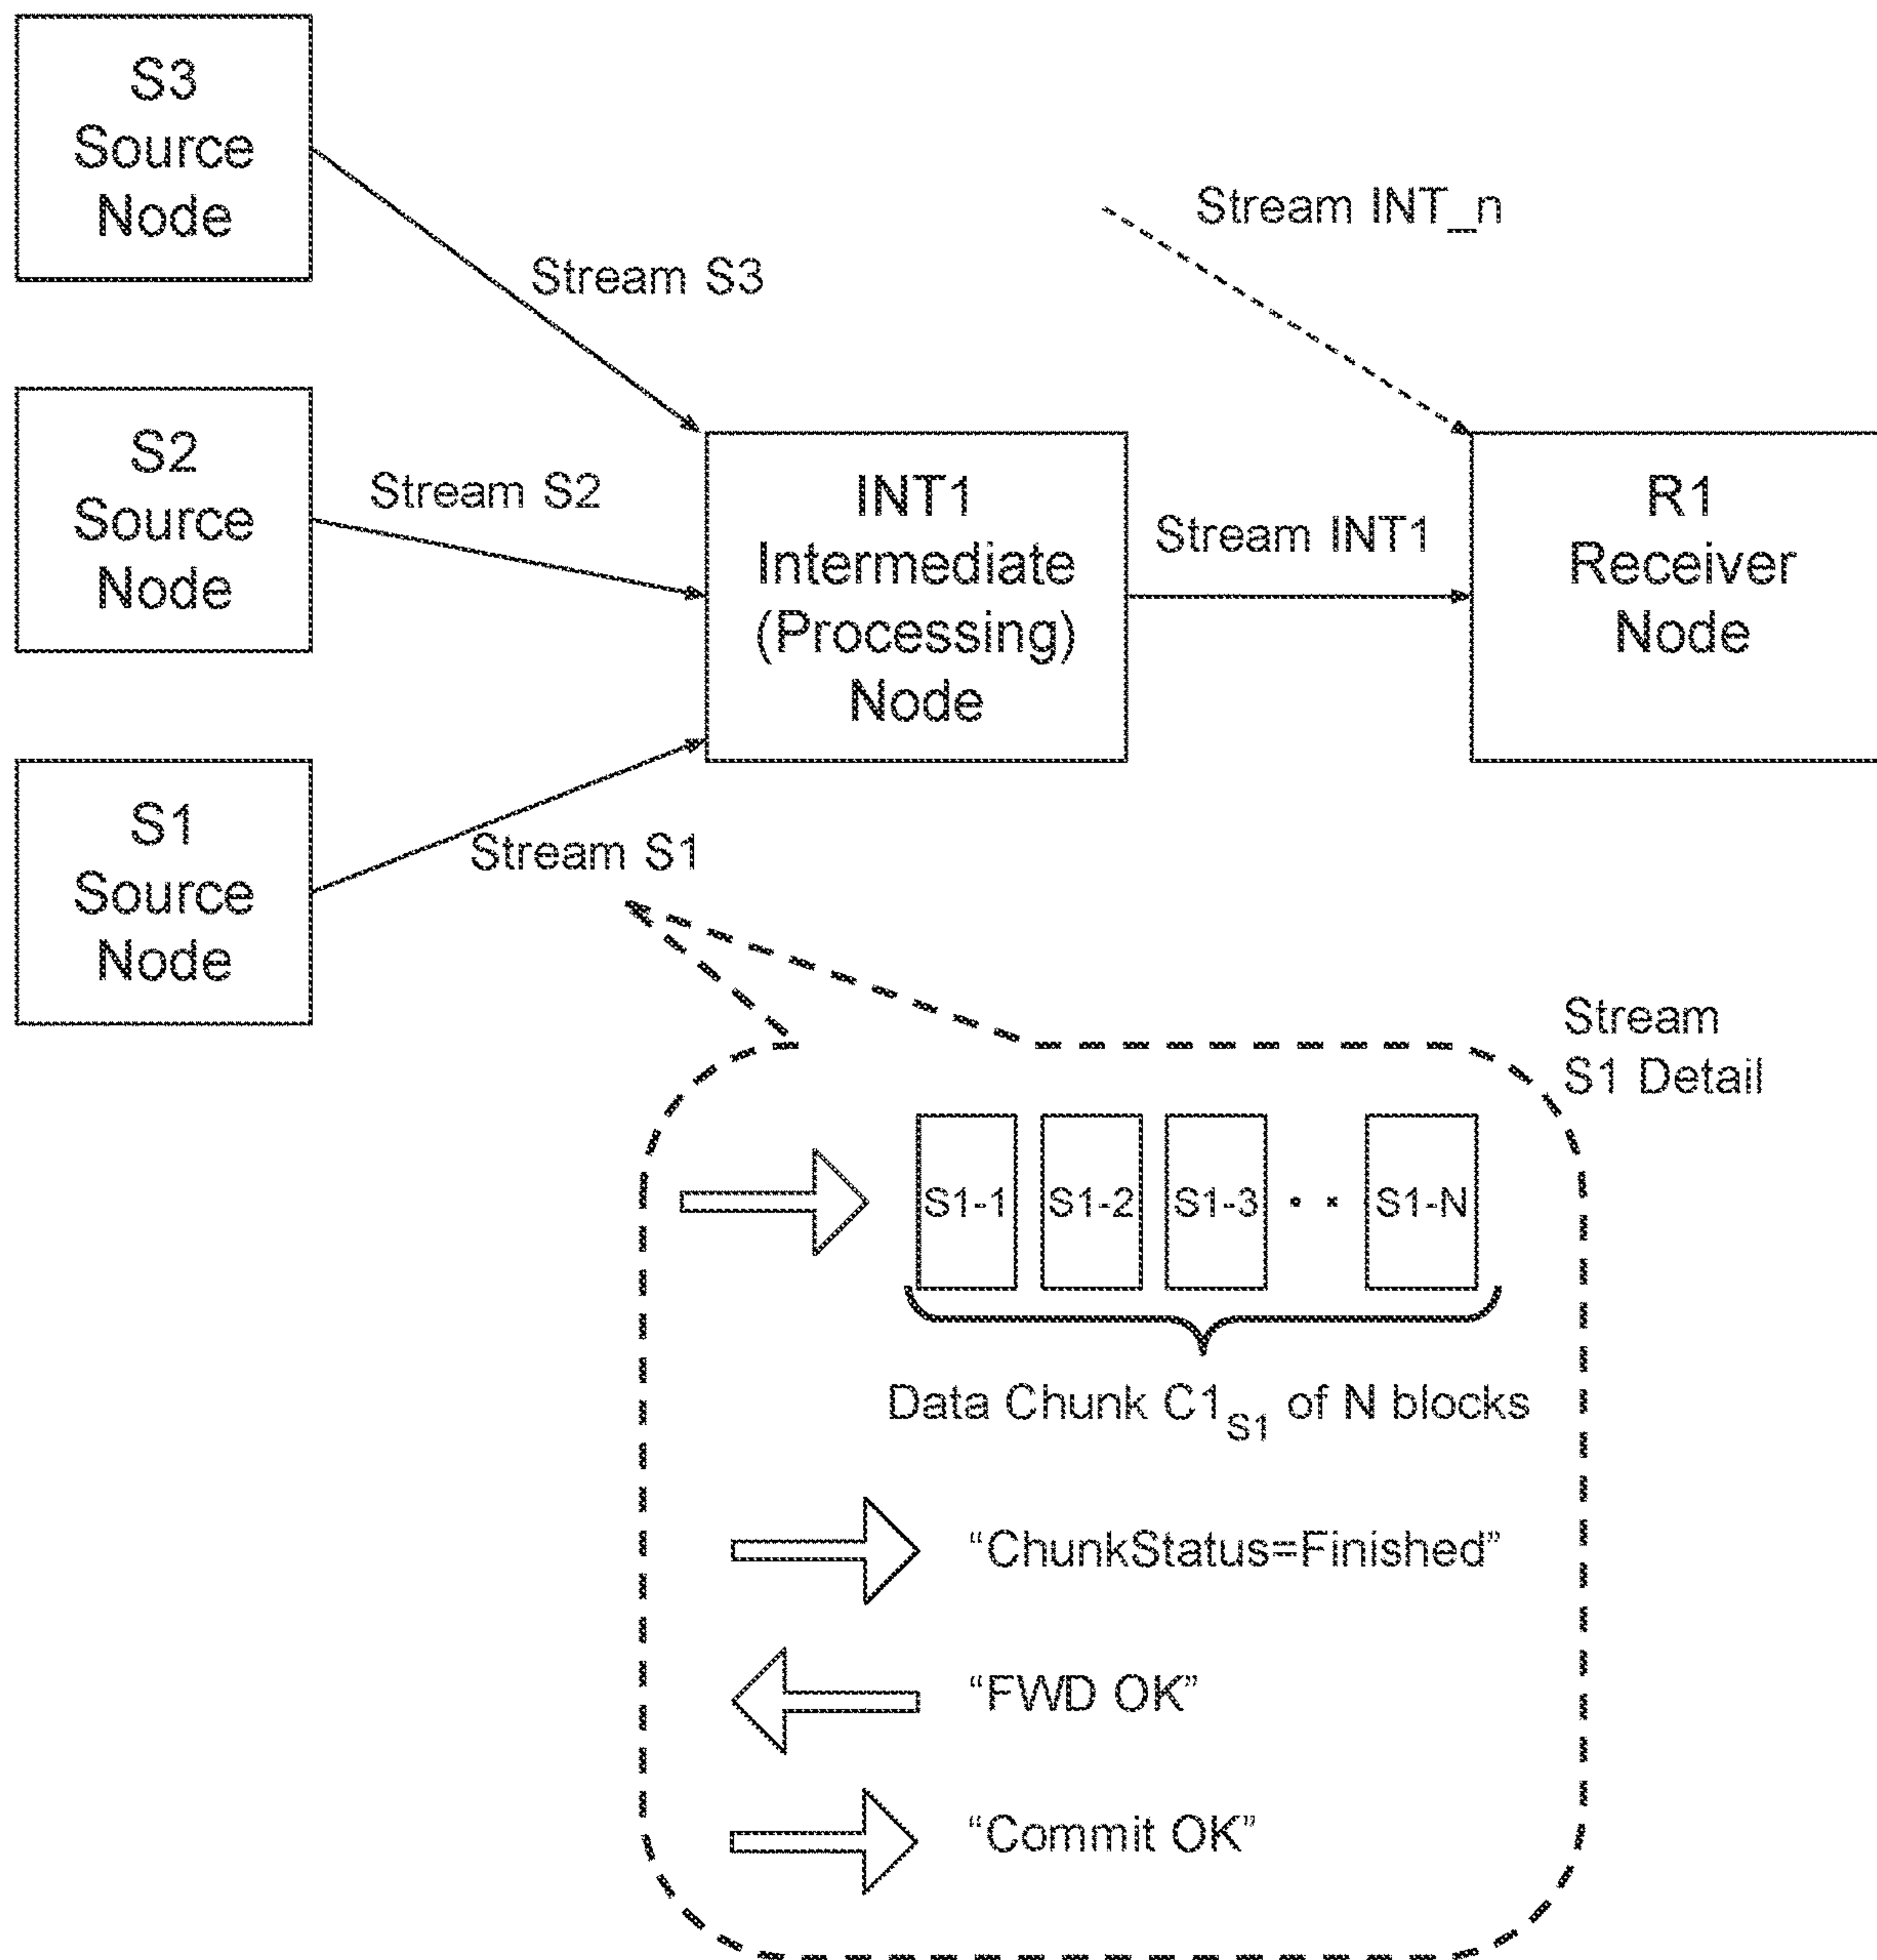 S3
Source
Node
Stream S3
Stream INT_n
S2
Source
Node
Stream S2
INT1
Intermediate
(Processing)
Node
Stream INT1
R1
Receiver
Node
S1
Source
Node
Stream S1
Stream
S1 Detail
S1-1 S1-2 S1-3 · · S1-N
Data Chunk C1S1 of N blocks
“ChunkStatus=Finished”
“FWD OK”
“Commit OK”